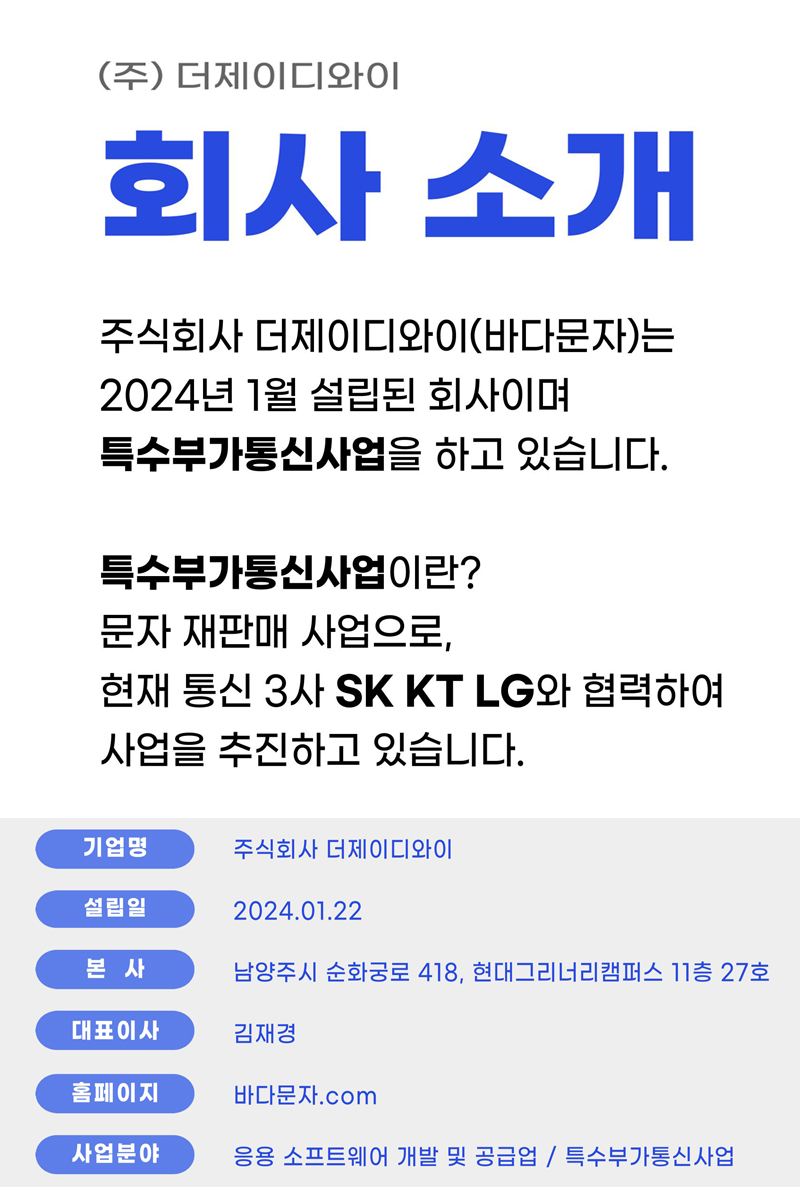 (주) 더제이디와이
회사 소개
주식회사 더제이디와이(바다문자)는
2024년 1월 설립된 회사이며
특수부가통신사업을 하고 있습니다.
특수부가통신사업이란?
문자 재판매 사업으로,
현재 통신 3사 SK KT LG와 협력하여
사업을 추진하고 있습니다.
기업명 주식회사 더제이디와이
설립일 2024.01.22
본 사 남양주시 순화궁로 418, 현대그리너리캠퍼스 11층 27호
대표이사 김재경
홈페이지 바다문자.com
사업분야 응용 소프트웨어 개발 및 공급업 / 특수부가통신사업